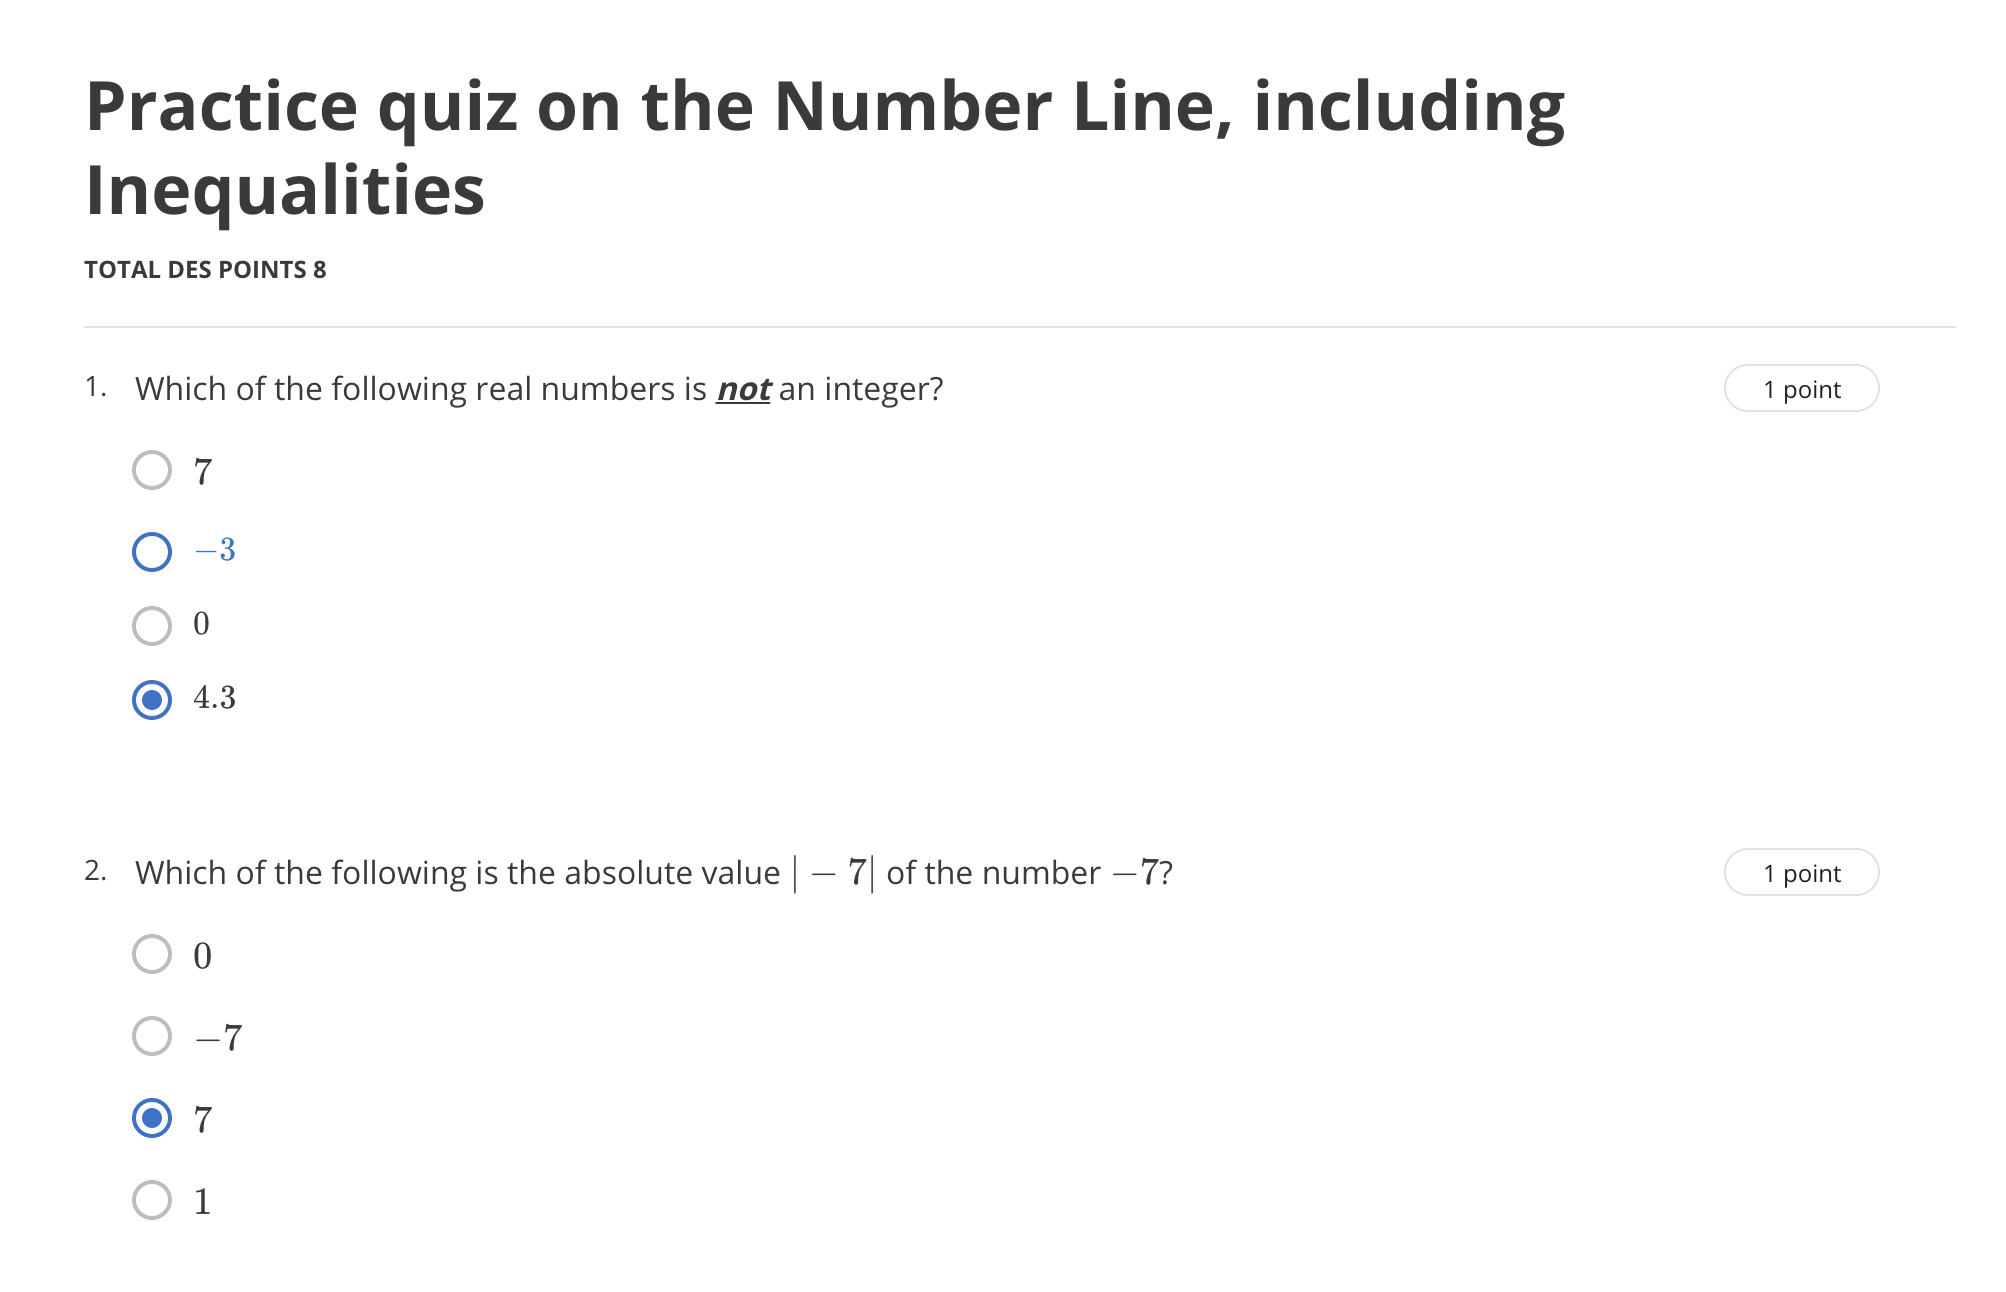 Practice quiz on the Number Line, including
Inequalities
TOTAL DES POINTS 8
1. Which of the following real numbers is not an integer? 1 point
7
−3
0
4.3
2. Which of the following is the absolute value | − 7| of the number −7? 1 point
0
−7
7
1